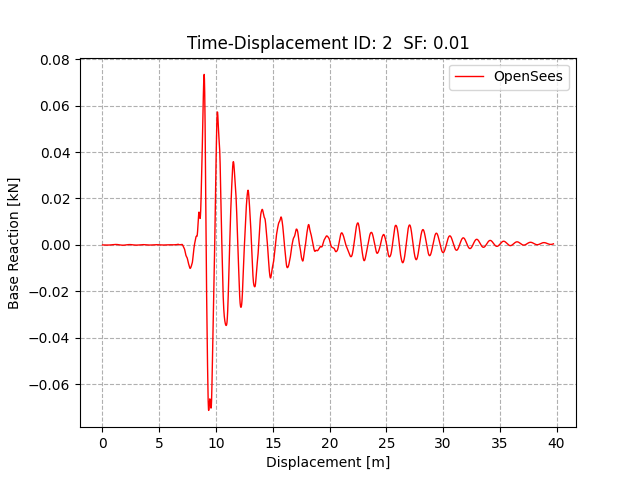 Time-Displacement ID: 2  SF: 0.01
OpenSees
0.08
0.06
0.04
0.02
0.00
−0.02
−0.04
−0.06
Base Reaction [kN]
0 5 10 15 20 25 30 35 40
Displacement [m]